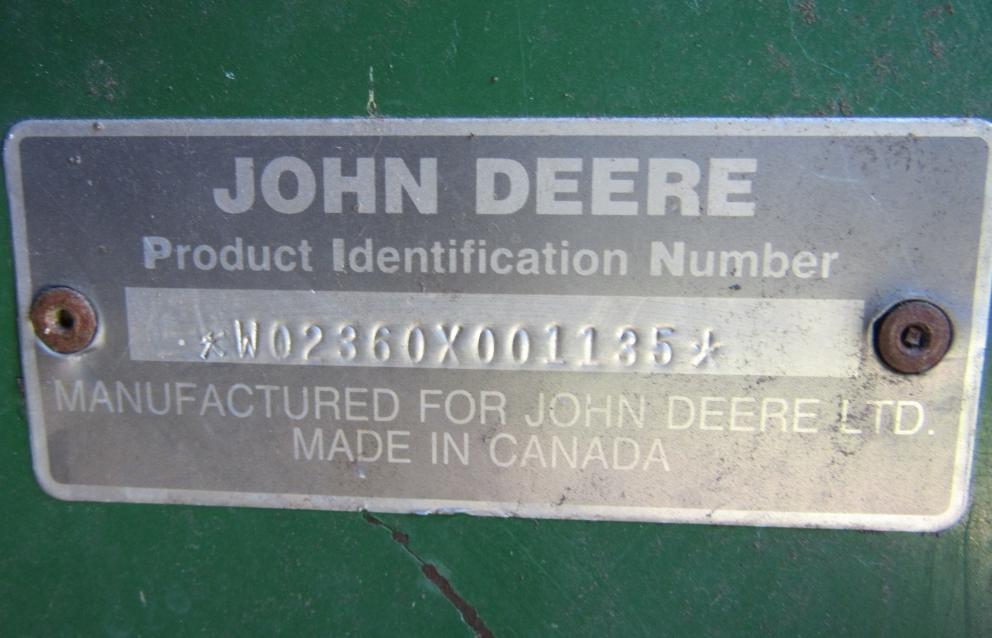 JOHN DEERE
Product Identification Number
*W02360X001135*
MANUFACTURED FOR JOHN DEERE LTD.
MADE IN CANADA